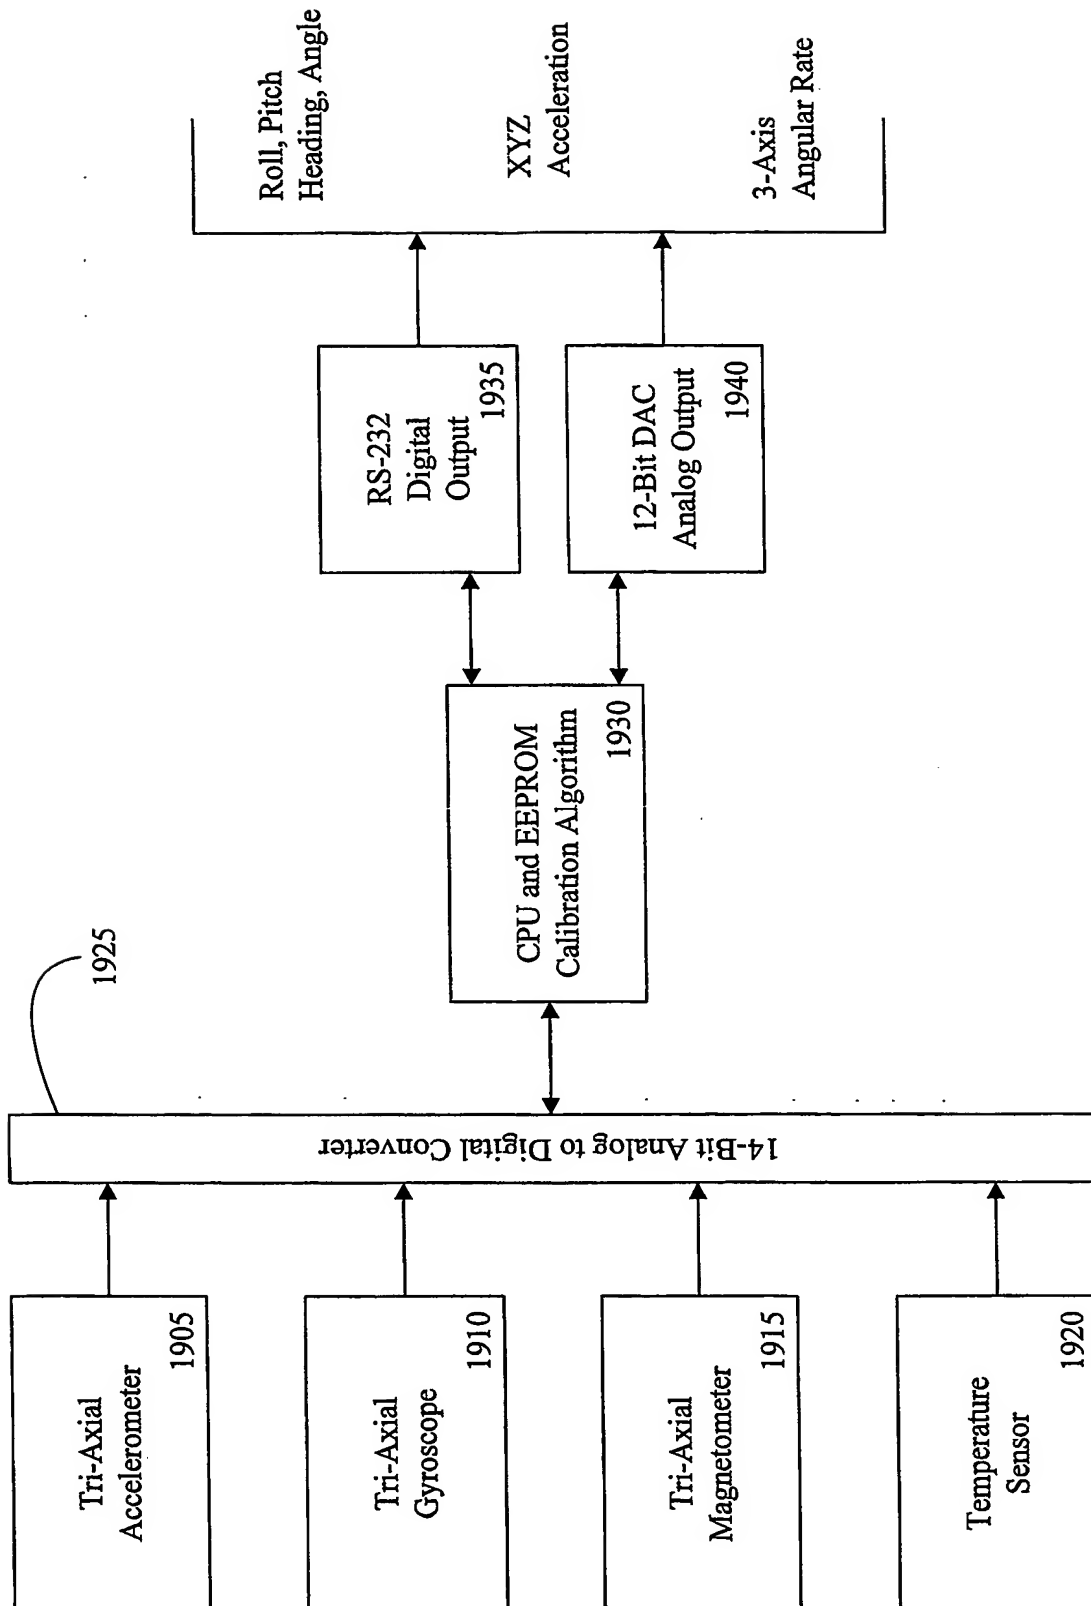 Tri-Axial
Accelerometer
1905
Tri-Axial
Gyroscope
1910
Tri-Axial
Magnetometer
1915
Temperature
Sensor
1920
14-Bit Analog to Digital Converter
1925
CPU and EEPROM
Calibration Algorithm
1930
RS-232
Digital
Output
1935
12-Bit DAC
Analog Output
1940
Roll, Pitch
Heading, Angle
XYZ
Acceleration
3-Axis
Angular Rate